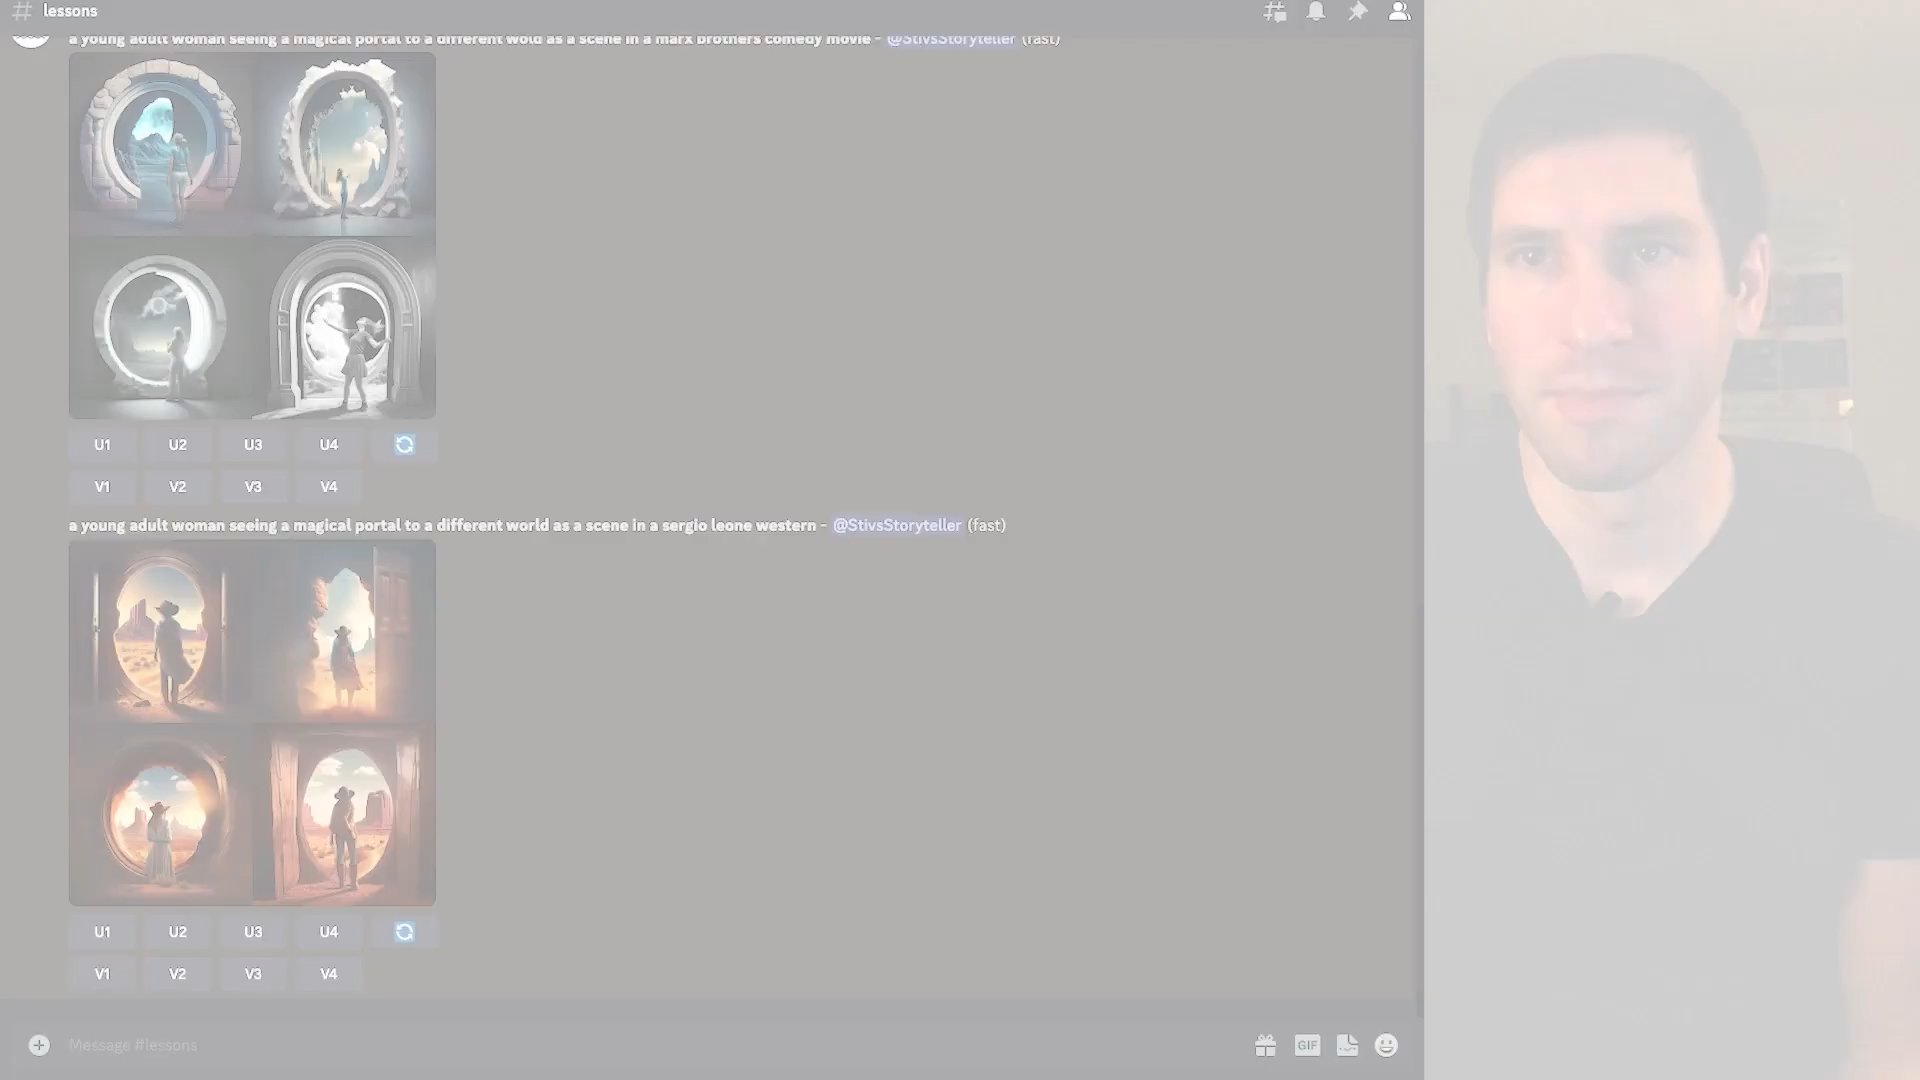 lessons
a young adult woman seeing a magical portal to a different wold as a scene in a marx brothers comedy movie - @StivsStoryteller (fast)
U1 U2 U3 U4
V1 V2 V3 V4
a young adult woman seeing a magical portal to a different world as a scene in a sergio leone western - @StivsStoryteller (fast)
U1 U2 U3 U4
V1 V2 V3 V4
Message #lessons GIF